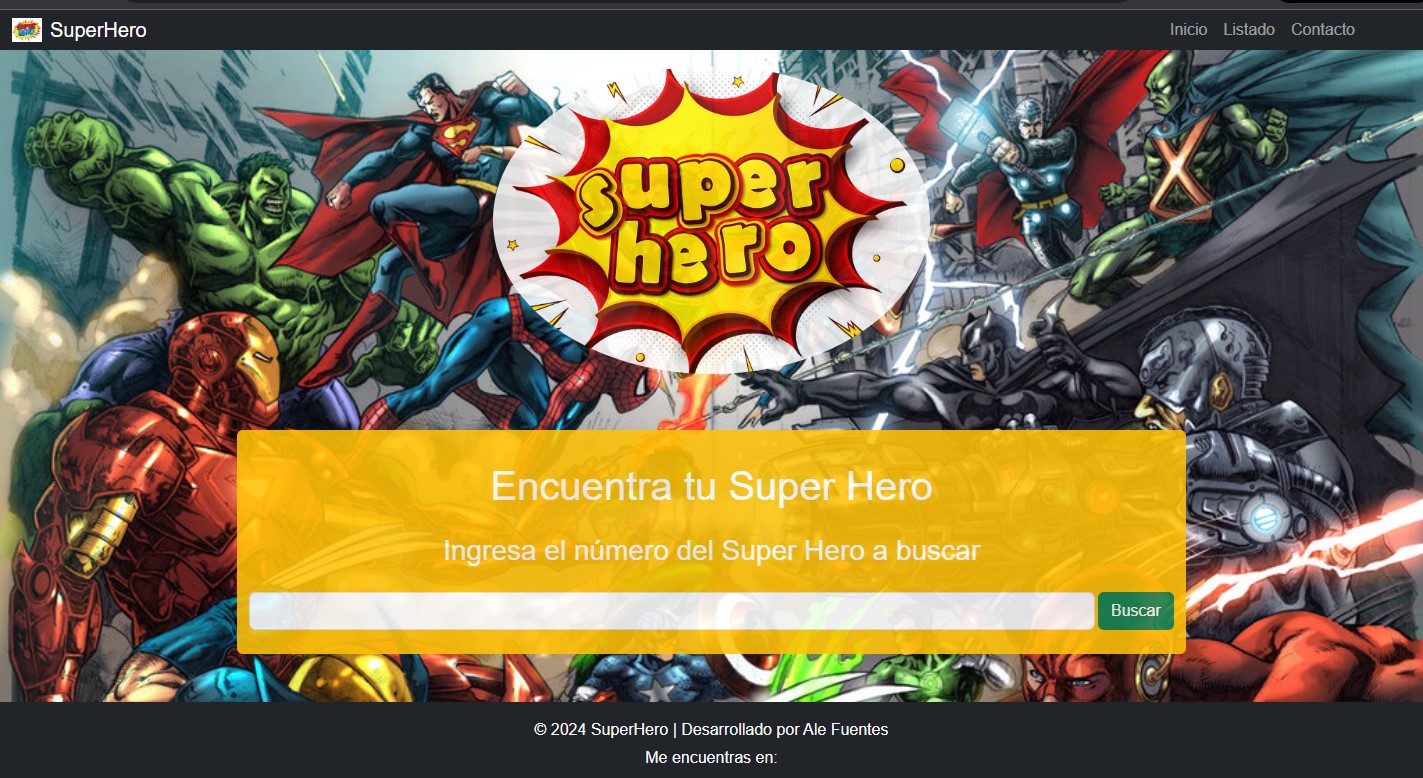 SuperHero
Inicio Listado Contacto
super
hero
Encuentra tu Super Hero
Ingresa el número del Super Hero a buscar
Buscar
© 2024 SuperHero | Desarrollado por Ale Fuentes
Me encuentras en: